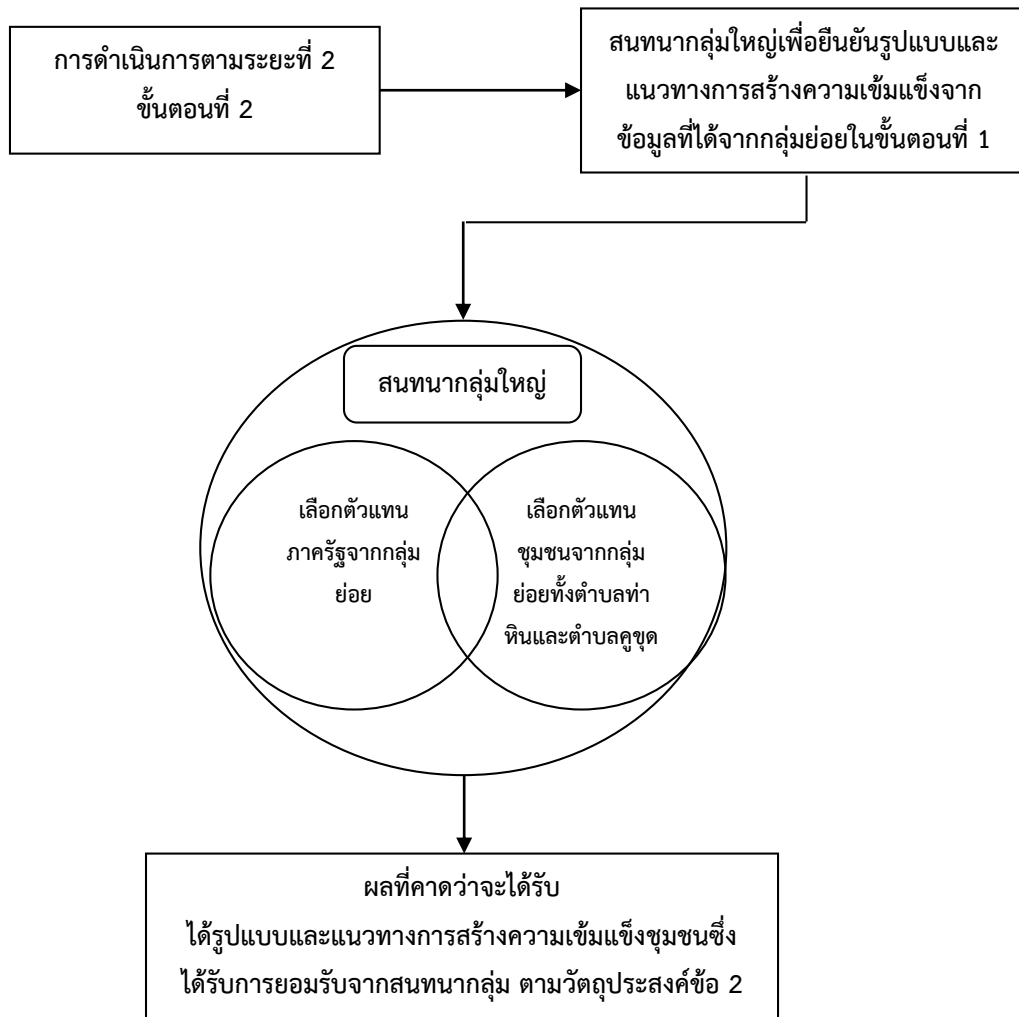 การดำเนินการตามระยะที่ 2
ขั้นตอนที่ 2
สนทนากลุ่มใหญ่เพื่อยืนยันรูปแบบและ
แนวทางการสร้างความเข้มแข็งจาก
ข้อมูลที่ได้จากกลุ่มย่อยในขั้นตอนที่ 1
สนทนากลุ่มใหญ่
เลือกตัวแทน
ภาครัฐจากกลุ่ม
ย่อย
เลือกตัวแทน
ชุมชนจากกลุ่ม
ย่อยทั้งตำบลท่า
หินและตำบลคูขุด
ผลที่คาดว่าจะได้รับ
ได้รูปแบบและแนวทางการสร้างความเข้มแข็งชุมชนซึ่ง
ได้รับการยอมรับจากสนทนากลุ่ม ตามวัตถุประสงค์ข้อ 2